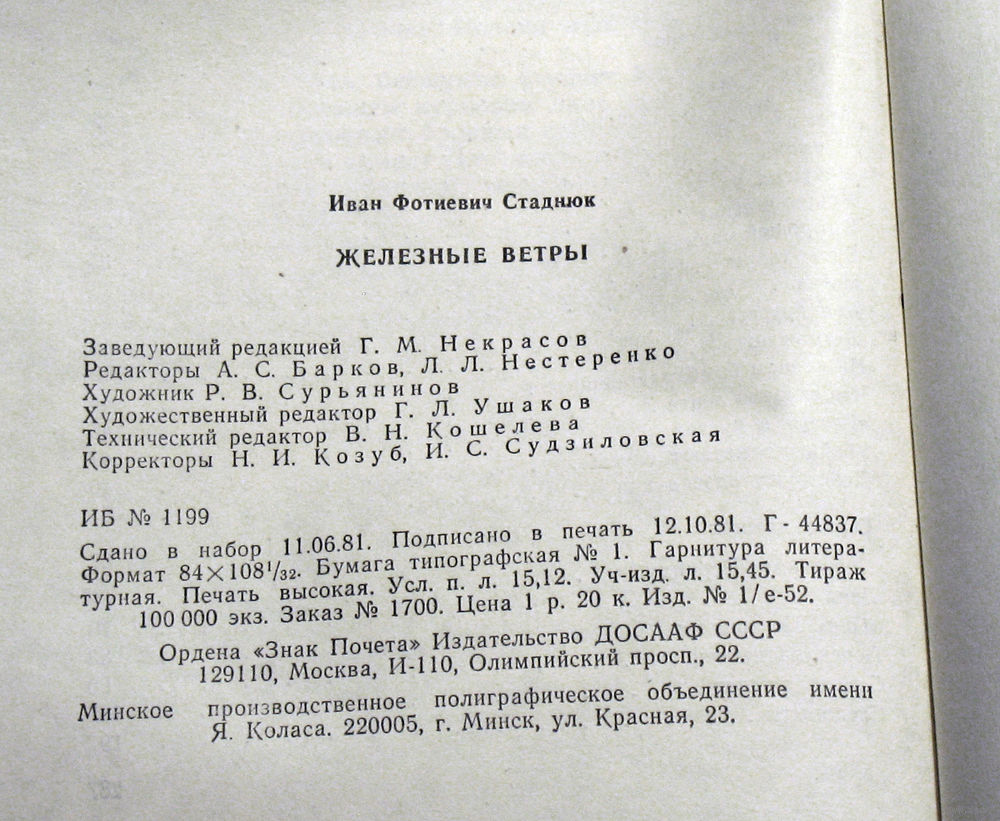 Иван Фотиевич Стаднюк
ЖЕЛЕЗНЫЕ ВЕТРЫ
Заведующий редакцией Г. М. Некрасов
Редакторы А. С. Барков, Л. Л. Нестеренко
Художник Р. В. Сурьянинов
Художественный редактор Г. Л. Ушаков
Технический редактор В. Н. Кошелева
Корректоры Н. И. Козуб, И. С. Судзиловская
ИБ № 1199
Сдано в набор 11.06.81. Подписано в печать 12.10.81. Г-44837.
Формат 84×108¹/₃₂. Бумага типографская № 1. Гарнитура литера-
турная. Печать высокая. Усл. п. л. 15,12. Уч-изд. л. 15,45. Тираж
100 000 экз. Заказ № 1700. Цена 1 р. 20 к. Изд. № 1/е-52.
Ордена «Знак Почета» Издательство ДОСААФ СССР
129110, Москва, И-110, Олимпийский просп., 22.
Минское производственное полиграфическое объединение имени
Я. Коласа. 220005, г. Минск, ул. Красная, 23.